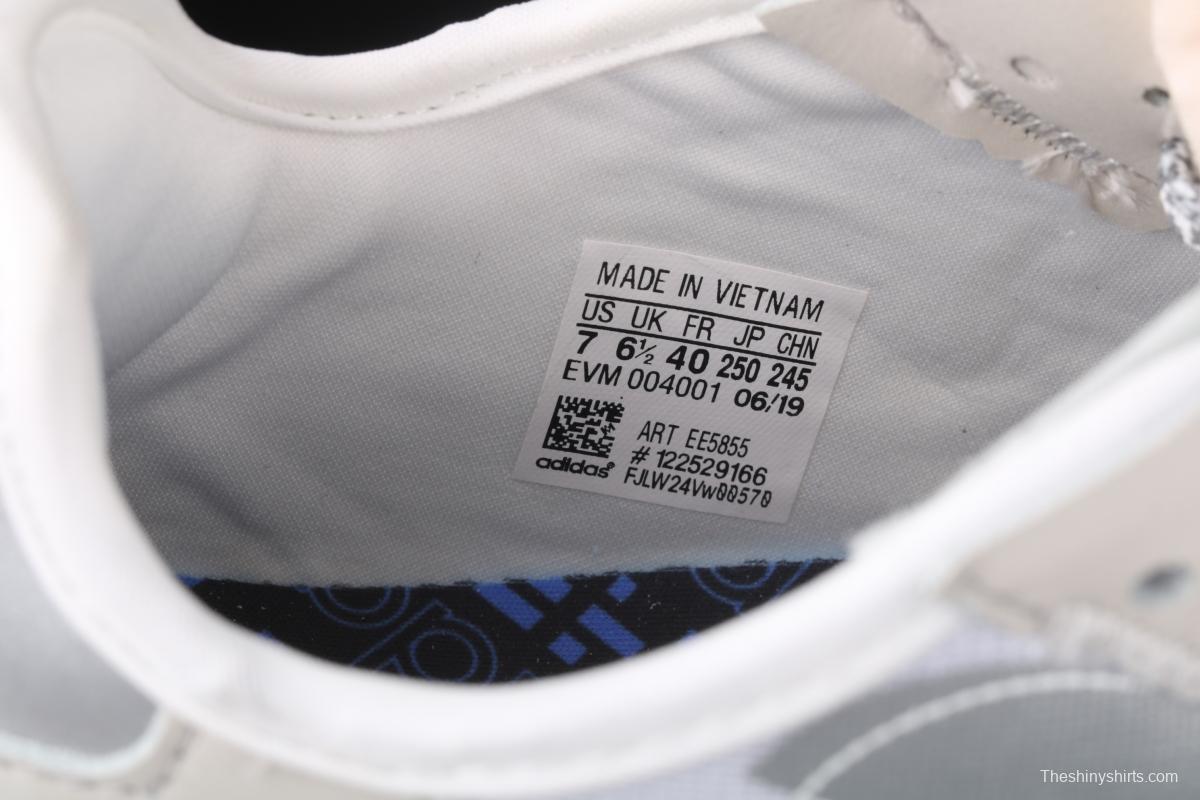 MADE IN VIETNAM
US UK FR JP CHN
7 6½ 40 250 245
EVM 004001 06/19
ART EE5855
# 122529166
adidas®
FJLW24Vw00570
Theshinyshirts.com